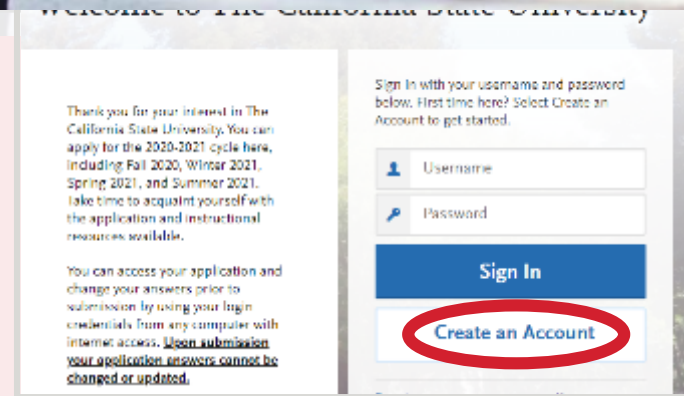 Welcome to The California State University
Thank you for your interest in The
California State University. You can
apply for the 2020-2021 cycle here,
including Fall 2020, Winter 2021,
Spring 2021, and Summer 2021.
Take time to acquaint yourself with
the application and instructional
resources available.
You can access your application and
change your answers prior to
submission by using your login
credentials from any computer with
internet access. Upon submission
your application answers cannot be
changed or updated.
Sign in with your username and password
below. First time here? Select Create an
Account to get started.
Username
Password
Sign In
Create an Account